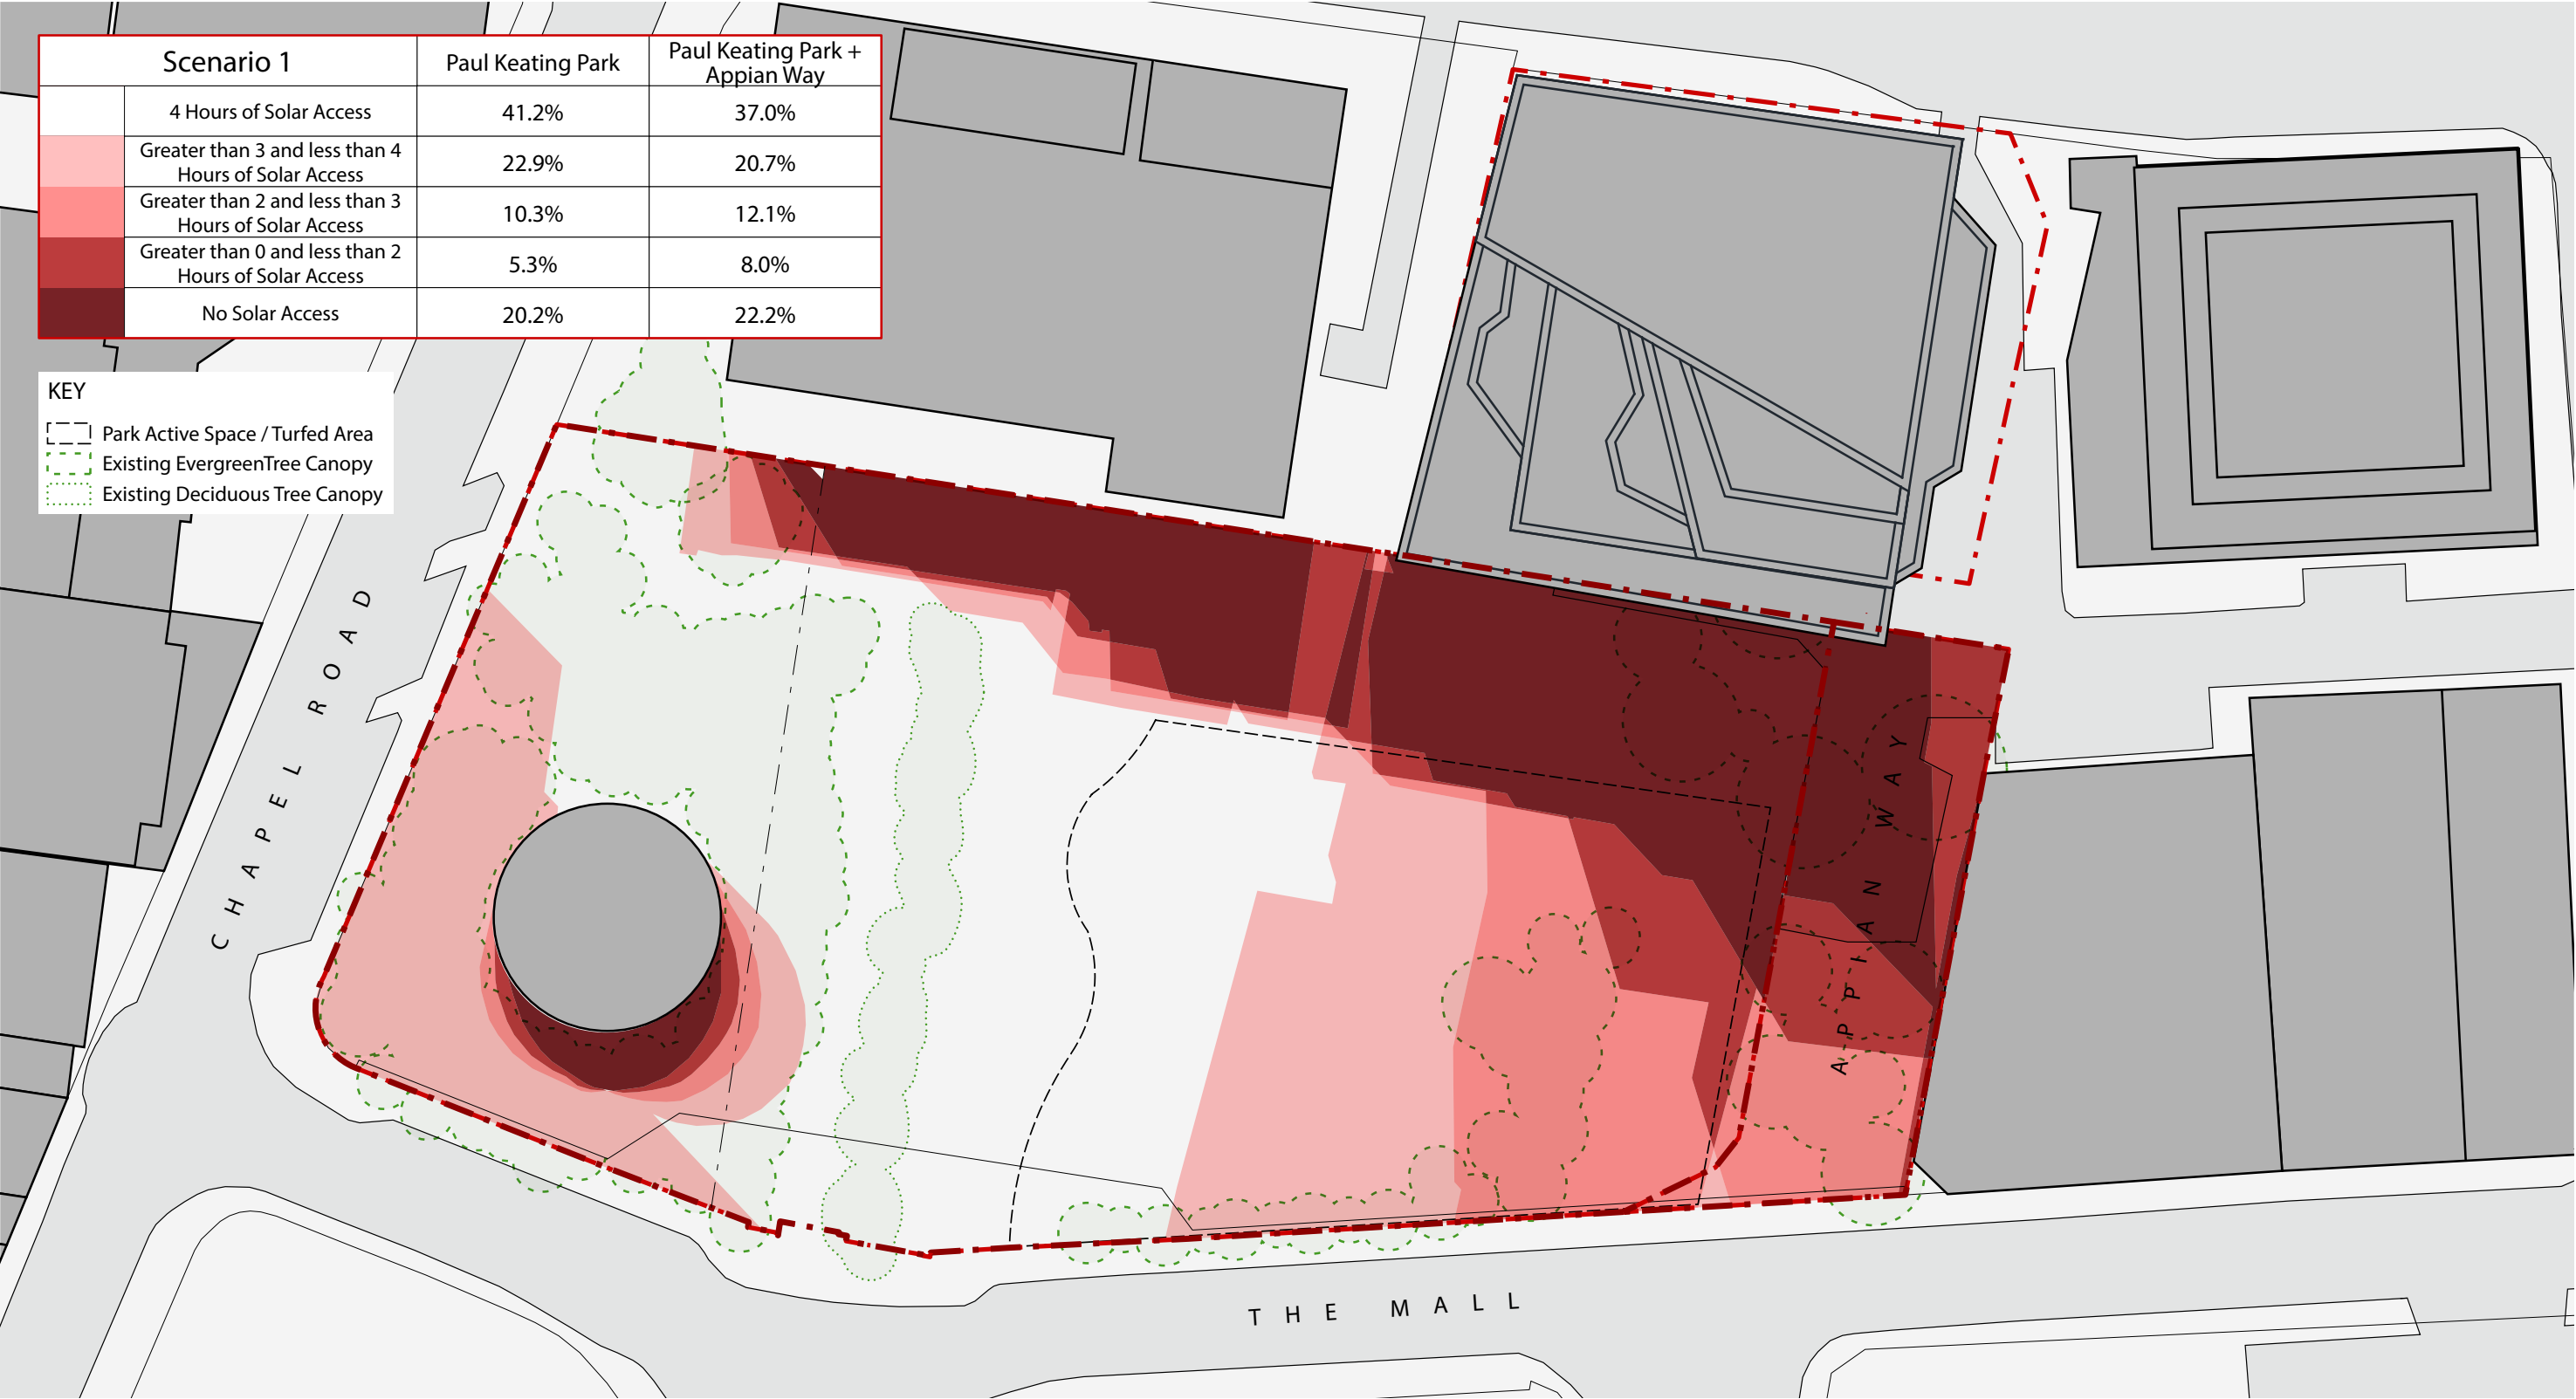 Scenario 1
Paul Keating Park
Paul Keating Park +
Appian Way
4 Hours of Solar Access
41.2%
37.0%
Greater than 3 and less than 4
Hours of Solar Access
22.9%
20.7%
Greater than 2 and less than 3
Hours of Solar Access
10.3%
12.1%
Greater than 0 and less than 2
Hours of Solar Access
5.3%
8.0%
No Solar Access
20.2%
22.2%
KEY
Park Active Space / Turfed Area
Existing EvergreenTree Canopy
Existing Deciduous Tree Canopy
CHAPEL ROAD
APPIAN WAY
THE MALL